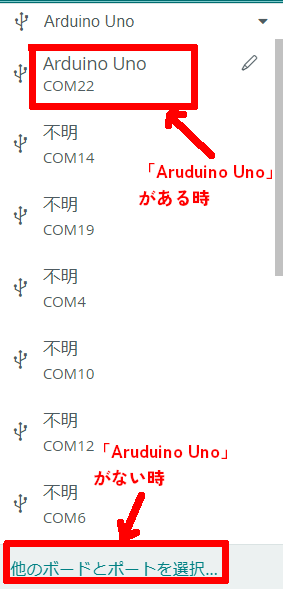 Arduino Uno
Arduino Uno
COM22
不明
COM14
「Aruduino Uno」
がある時
不明
COM19
不明
COM4
不明
COM10
不明
COM12
「Aruduino Uno」
がない時
不明
COM6
他のボードとポートを選択...